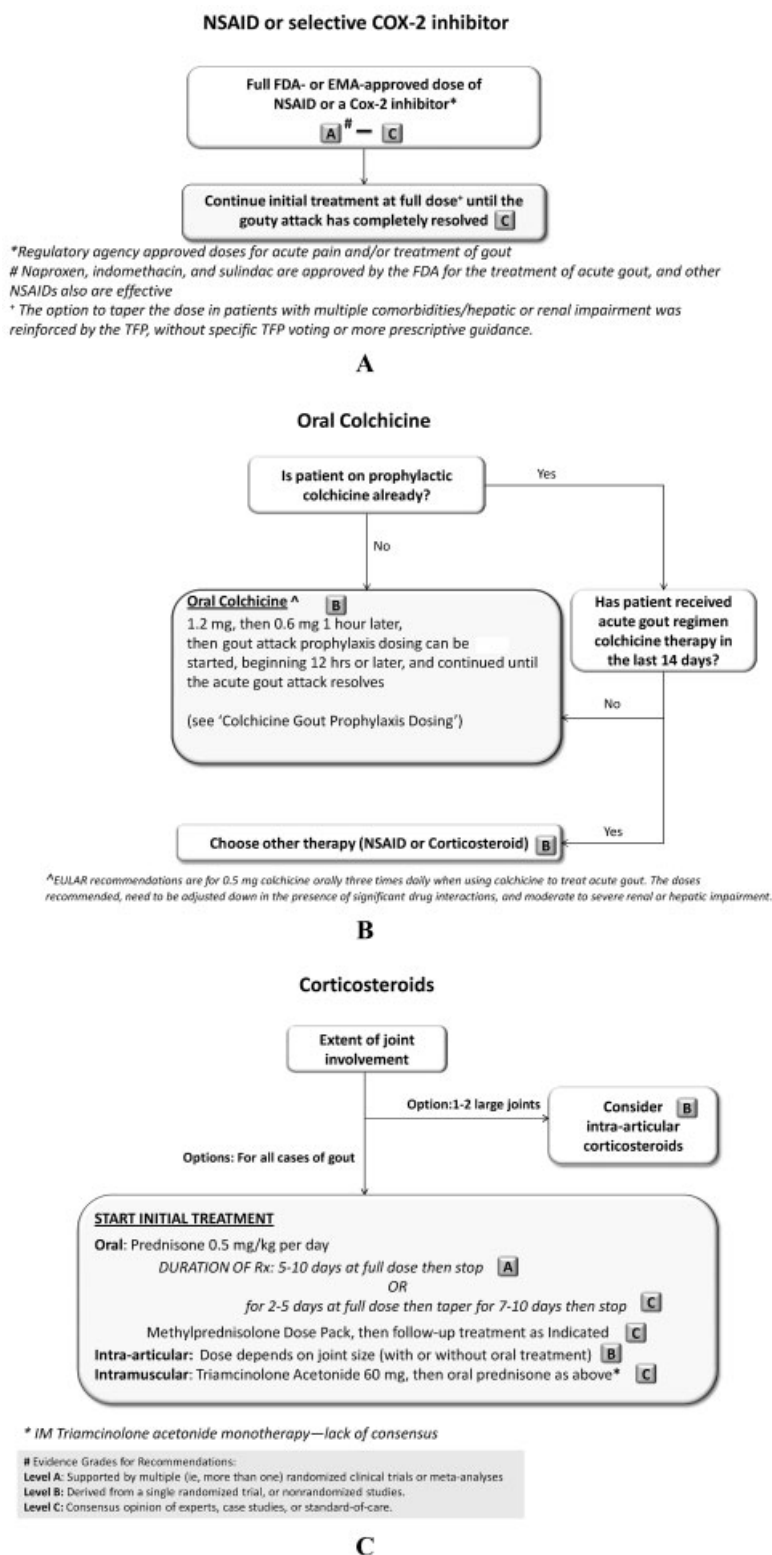 NSAID or selective COX-2 inhibitor
Full FDA- or EMA-approved dose of
NSAID or a Cox-2 inhibitor*
A # – C
Continue initial treatment at full dose⁺ until the
gouty attack has completely resolved C
*Regulatory agency approved doses for acute pain and/or treatment of gout
# Naproxen, indomethacin, and sulindac are approved by the FDA for the treatment of acute gout, and other
NSAIDs also are effective
⁺ The option to taper the dose in patients with multiple comorbidities/hepatic or renal impairment was
reinforced by the TFP, without specific TFP voting or more prescriptive guidance.
A
Oral Colchicine
Is patient on prophylactic
colchicine already?
Yes
No
Oral Colchicine ^ B
1.2 mg, then 0.6 mg 1 hour later,
then gout attack prophylaxis dosing can be
started, beginning 12 hrs or later, and continued until
the acute gout attack resolves
(see 'Colchicine Gout Prophylaxis Dosing')
Has patient received
acute gout regimen
colchicine therapy in
the last 14 days?
No
Yes
Choose other therapy (NSAID or Corticosteroid) B
^EULAR recommendations are for 0.5 mg colchicine orally three times daily when using colchicine to treat acute gout. The doses
recommended, need to be adjusted down in the presence of significant drug interactions, and moderate to severe renal or hepatic impairment.
B
Corticosteroids
Extent of joint
involvement
Option:1-2 large joints
Consider B
intra-articular
corticosteroids
Options: For all cases of gout
START INITIAL TREATMENT
Oral: Prednisone 0.5 mg/kg per day
DURATION OF Rx: 5-10 days at full dose then stop A
OR
for 2-5 days at full dose then taper for 7-10 days then stop C
Methylprednisolone Dose Pack, then follow-up treatment as Indicated C
Intra-articular: Dose depends on joint size (with or without oral treatment) B
Intramuscular: Triamcinolone Acetonide 60 mg, then oral prednisone as above* C
* IM Triamcinolone acetonide monotherapy—lack of consensus
# Evidence Grades for Recommendations:
Level A: Supported by multiple (ie, more than one) randomized clinical trials or meta-analyses
Level B: Derived from a single randomized trial, or nonrandomized studies.
Level C: Consensus opinion of experts, case studies, or standard-of-care.
C